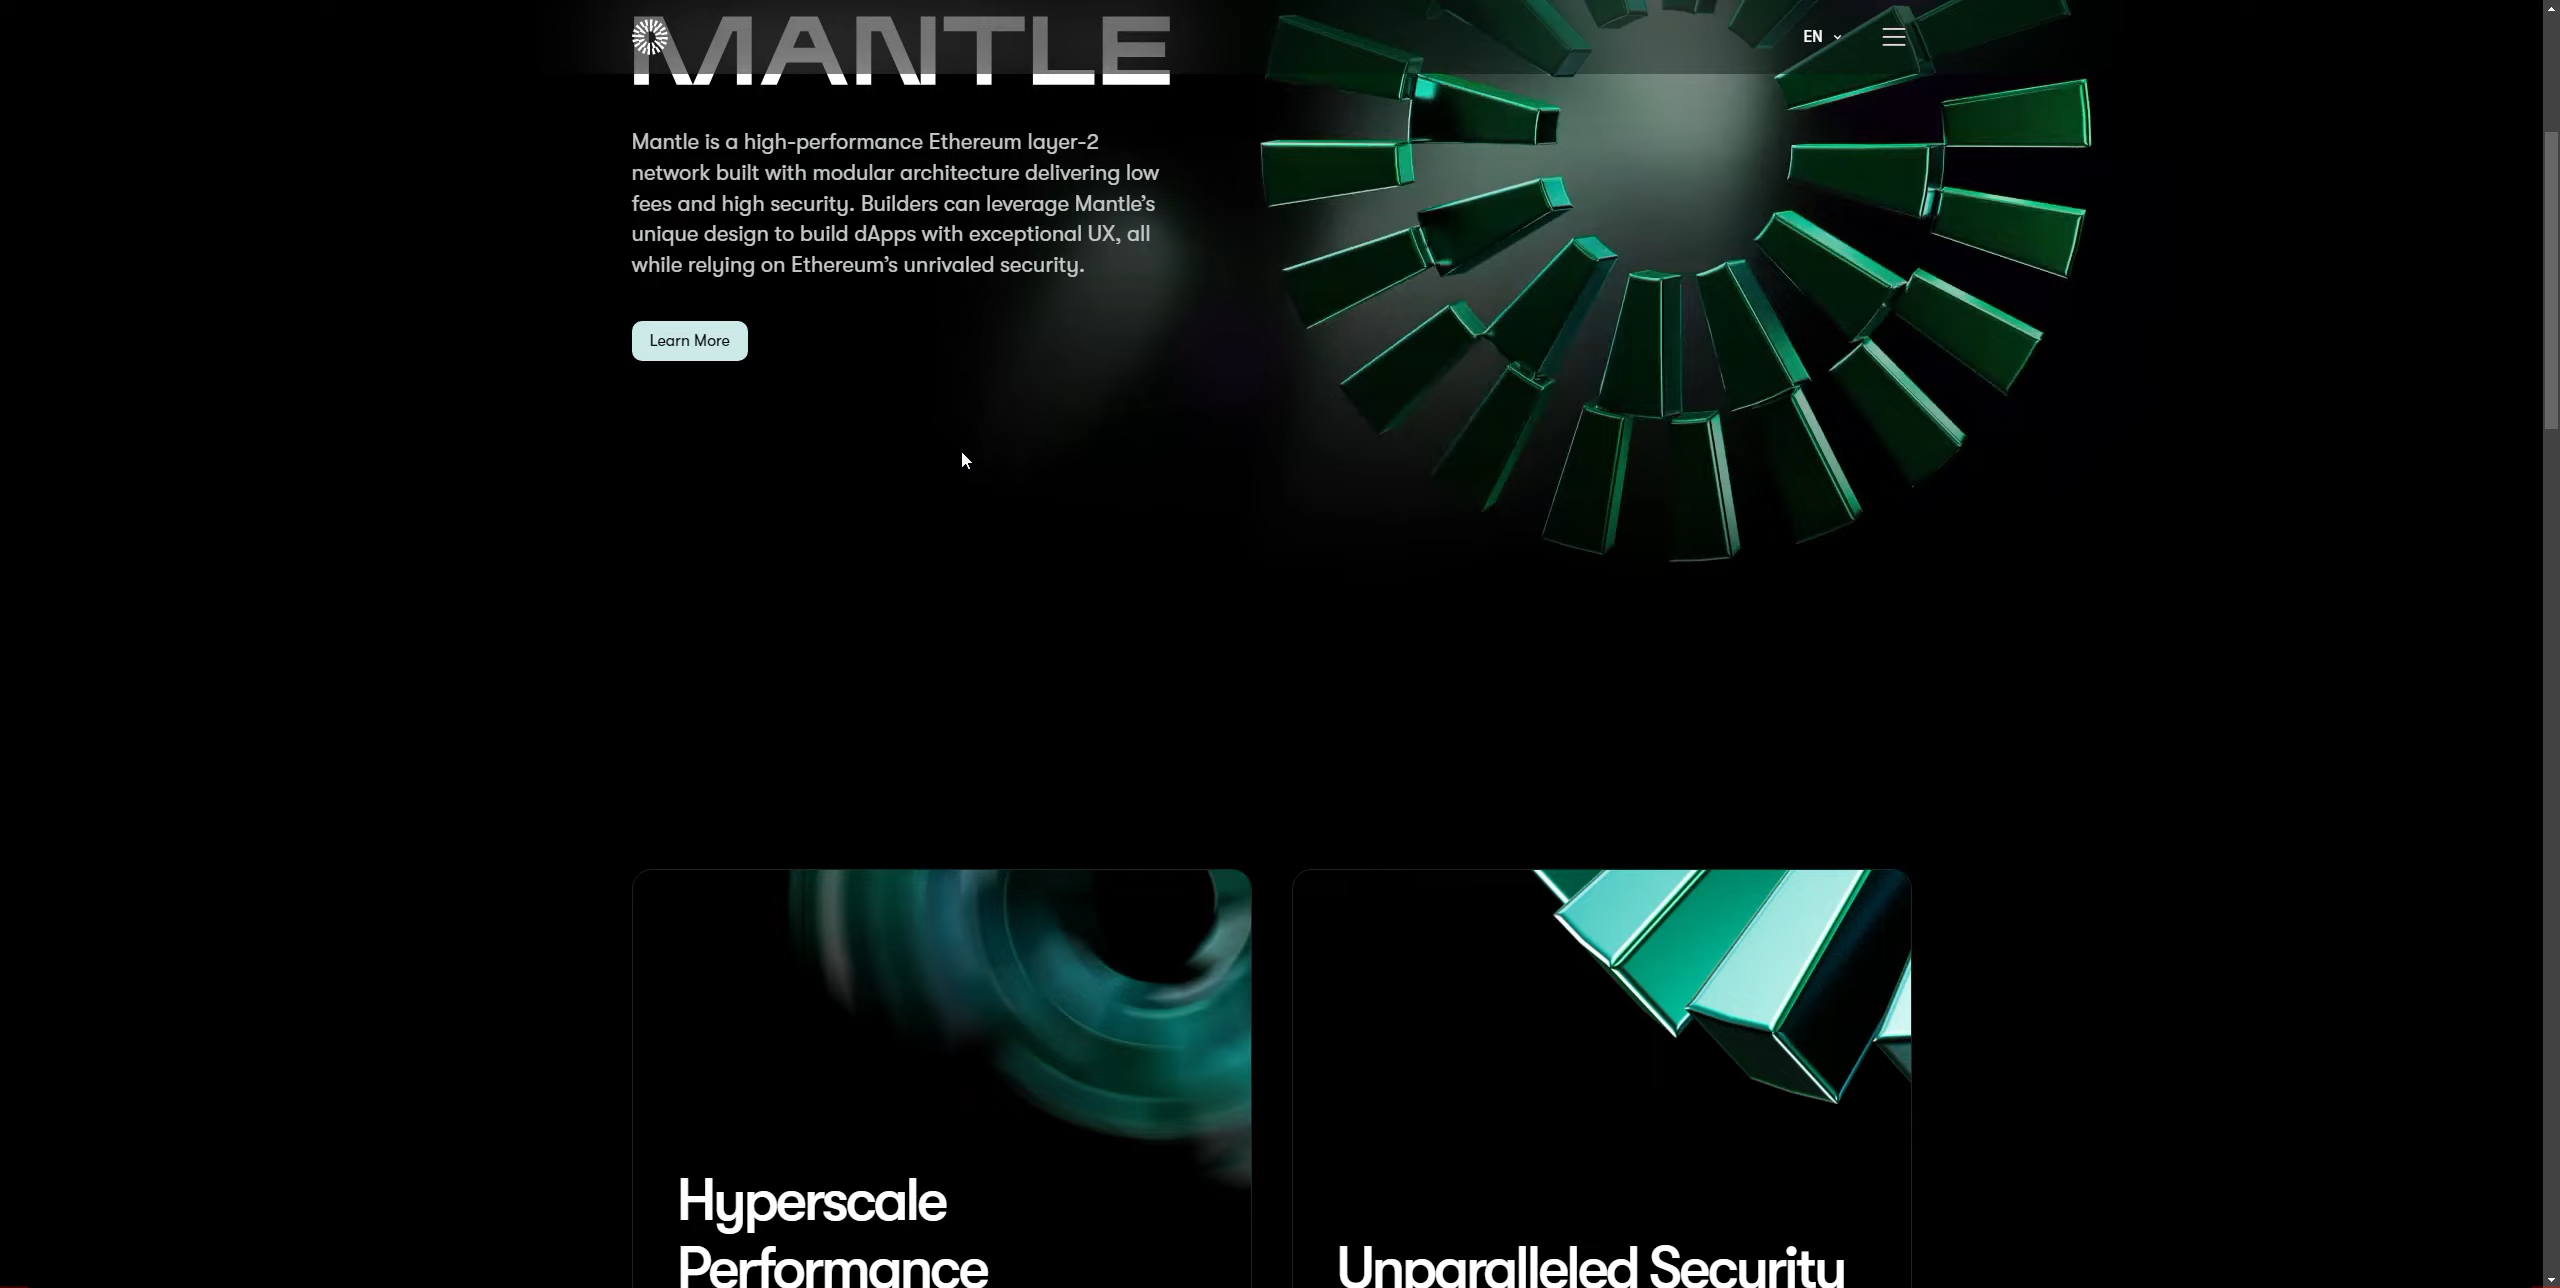 MANTLE
EN
Mantle is a high-performance Ethereum layer-2
network built with modular architecture delivering low
fees and high security. Builders can leverage Mantle’s
unique design to build dApps with exceptional UX, all
while relying on Ethereum’s unrivaled security.
Learn More
Hyperscale
Performance
Unparalleled Security